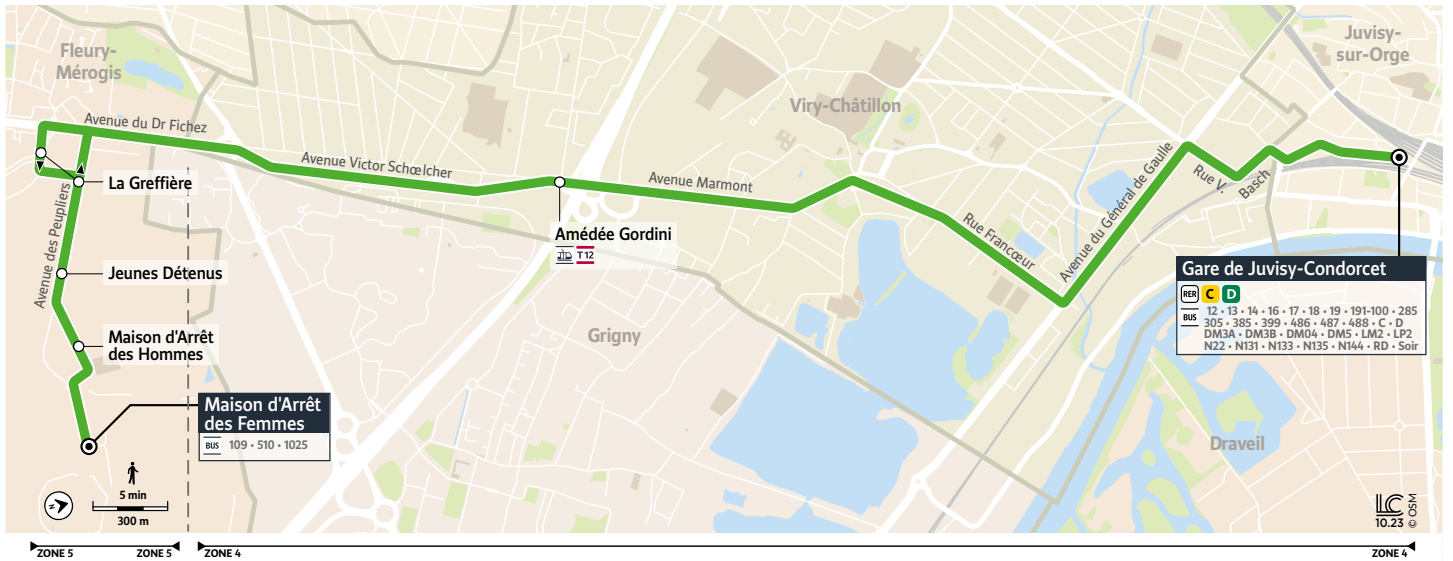 Fleury-
Mérogis
Juvisy-
sur-Orge
Viry-Châtillon
Avenue du Dr Fichez
Avenue Victor Schœlcher
Avenue Marmont
Avenue du Général de Gaulle
Rue V.
Basch
La Greffière
Avenue des Peupliers
Rue Francœur
Amédée Gordini
T12
Jeunes Détenus
Gare de Juvisy-Condorcet
RER C D
BUS 12 • 13 • 14 • 16 • 17 • 18 • 19 • 191-100 • 285
305 • 385 • 399 • 486 • 487 • 488 • C • D
DM3A • DM3B • DM04 • DM5 • LM2 • LP2
N22 • N131 • N133 • N135 • N144 • RD • Soir
Maison d'Arrêt
des Hommes
Grigny
Maison d'Arrêt
des Femmes
BUS 109 • 510 • 1025
Draveil
N
5 min
300 m
LC
10.23
© OSM
ZONE 5 ZONE 5 ZONE 4 ZONE 4